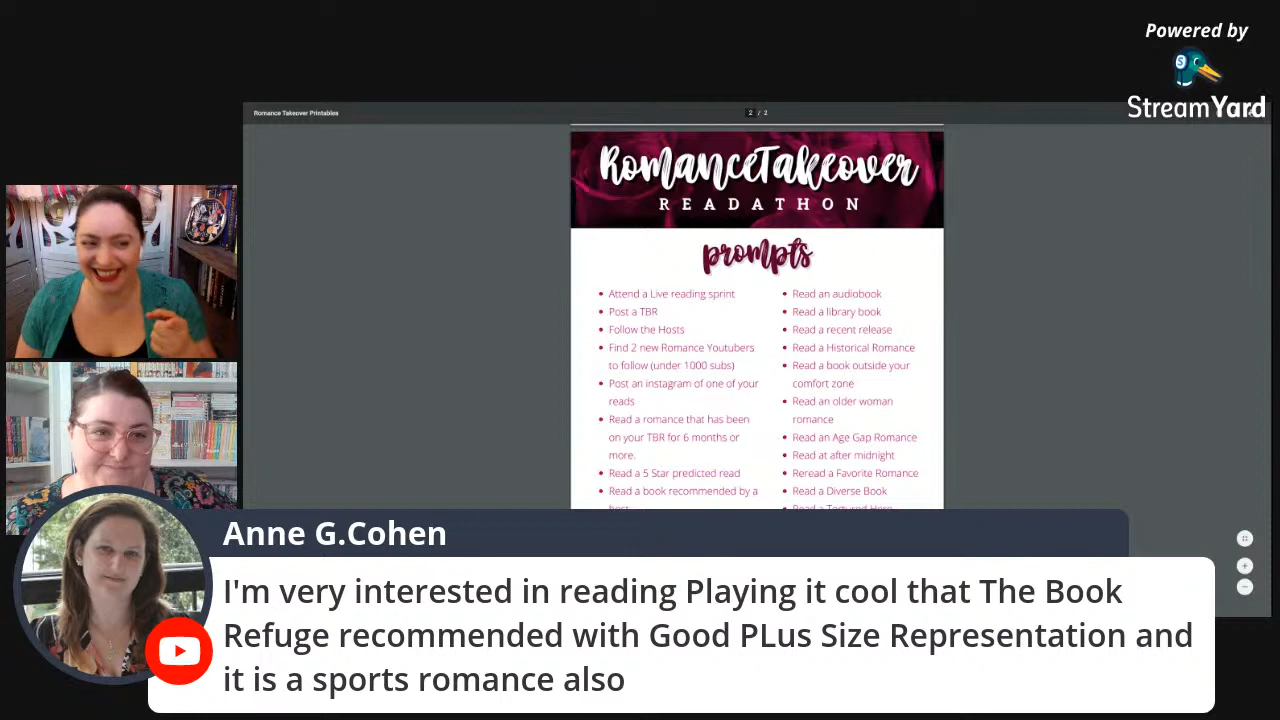 Powered by
StreamYard
Romance Takeover Printables
2 / 2
RomanceTakeover
READATHON
prompts
• Attend a Live reading sprint
• Post a TBR
• Follow the Hosts
• Find 2 new Romance Youtubers
to follow (under 1000 subs)
• Post an instagram of one of your
reads
• Read a romance that has been
on your TBR for 6 months or
more.
• Read a 5 Star predicted read
• Read a book recommended by a
host
• Read an audiobook
• Read a library book
• Read a recent release
• Read a Historical Romance
• Read a book outside your
comfort zone
• Read an older woman
romance
• Read an Age Gap Romance
• Read at after midnight
• Reread a Favorite Romance
• Read a Diverse Book
• Read a Tortured Hero
Anne G.Cohen
I'm very interested in reading Playing it cool that The Book
Refuge recommended with Good PLus Size Representation and
it is a sports romance also